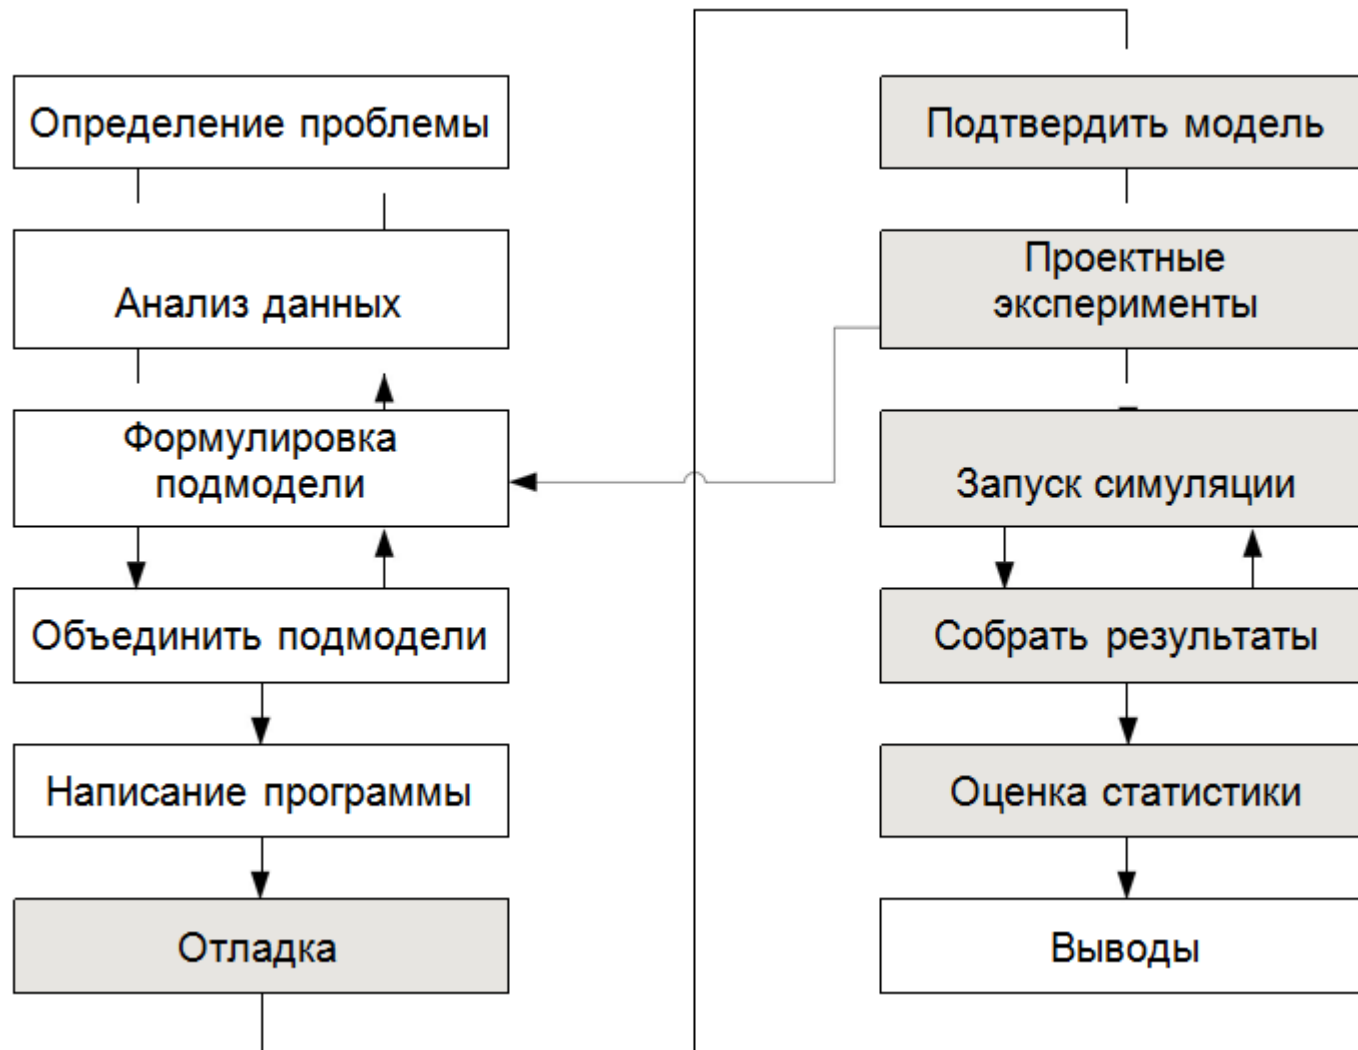 Определение проблемы
Анализ данных
Формулировка
подмодели
Объединить подмодели
Написание программы
Отладка
Подтвердить модель
Проектные
эксперименты
Запуск симуляции
Собрать результаты
Оценка статистики
Выводы